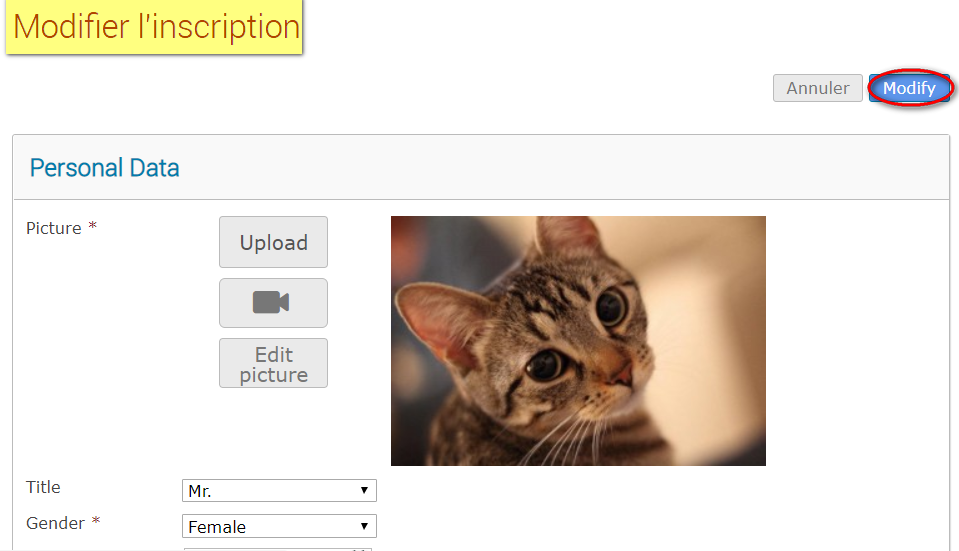 Modifier l'inscription
Annuler Modify
Personal Data
Picture *
Upload
Edit
picture
Title Mr.
Gender * Female